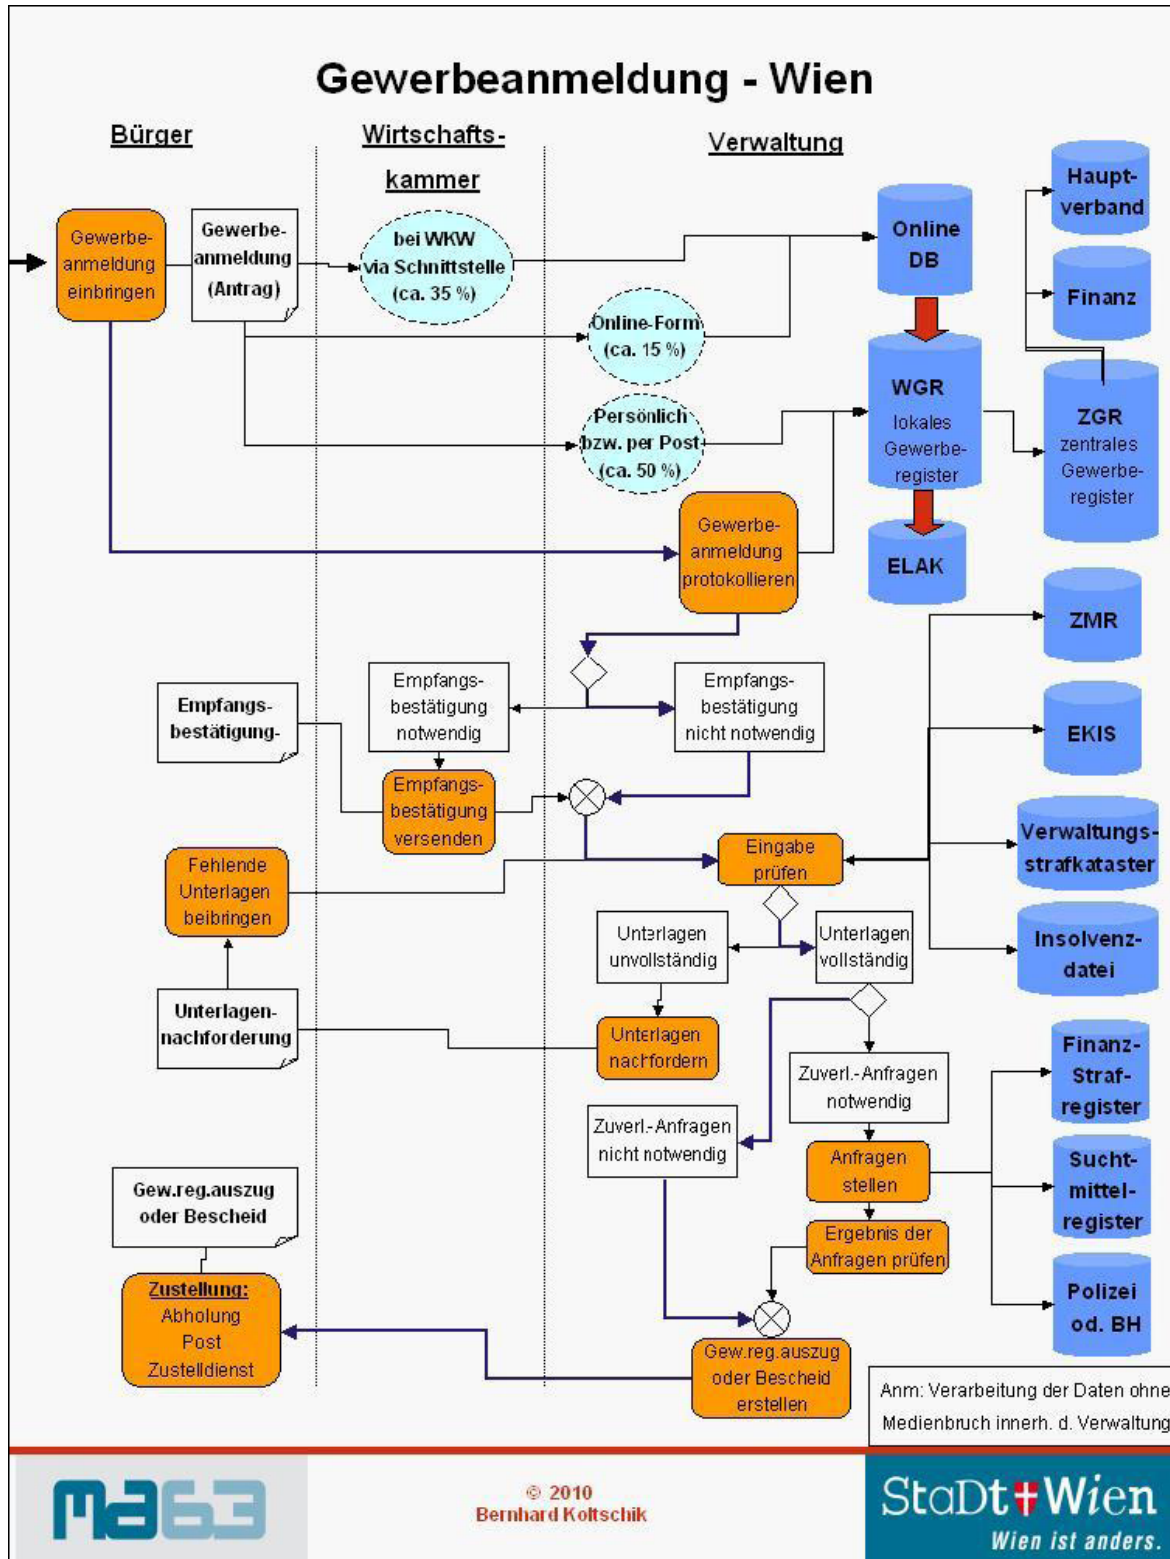 Gewerbeanmeldung - Wien
Bürger
Wirtschafts-
kammer
Verwaltung
Gewerbe-
anmeldung
einbringen
Gewerbe-
anmeldung
(Antrag)
bei WKW
via Schnittstelle
(ca. 35 %)
Online-Form
(ca. 15 %)
Persönlich
bzw. per Post
(ca. 50 %)
Online
DB
WGR
lokales
Gewerbe-
register
ELAK
Haupt-
verband
Finanz
ZGR
zentrales
Gewerbe-
register
Gewerbe-
anmeldung
protokollieren
ZMR
EKIS
Verwaltungs-
strafkataster
Insolvenz-
datei
Empfangs-
bestätigung
notwendig
Empfangs-
bestätigung
nicht notwendig
Empfangs-
bestätigung
Empfangs-
bestätigung
versenden
Fehlende
Unterlagen
beibringen
Eingabe
prüfen
Unterlagen
unvollständig
Unterlagen
vollständig
Unterlagen-
nachforderung
Unterlagen
nachfordern
Zuverl.-Anfragen
notwendig
Zuverl.-Anfragen
nicht notwendig
Anfragen
stellen
Ergebnis der
Anfragen prüfen
Finanz-
Straf-
register
Sucht-
mittel-
register
Polizei
od. BH
Gew.reg.auszug
oder Bescheid
Zustellung:
Abholung
Post
Zustelldienst
Gew.reg.auszug
oder Bescheid
erstellen
Anm: Verarbeitung der Daten ohne
Medienbruch innerh. d. Verwaltung
ma63
© 2010
Bernhard Koltschik
StaDt Wien
Wien ist anders.